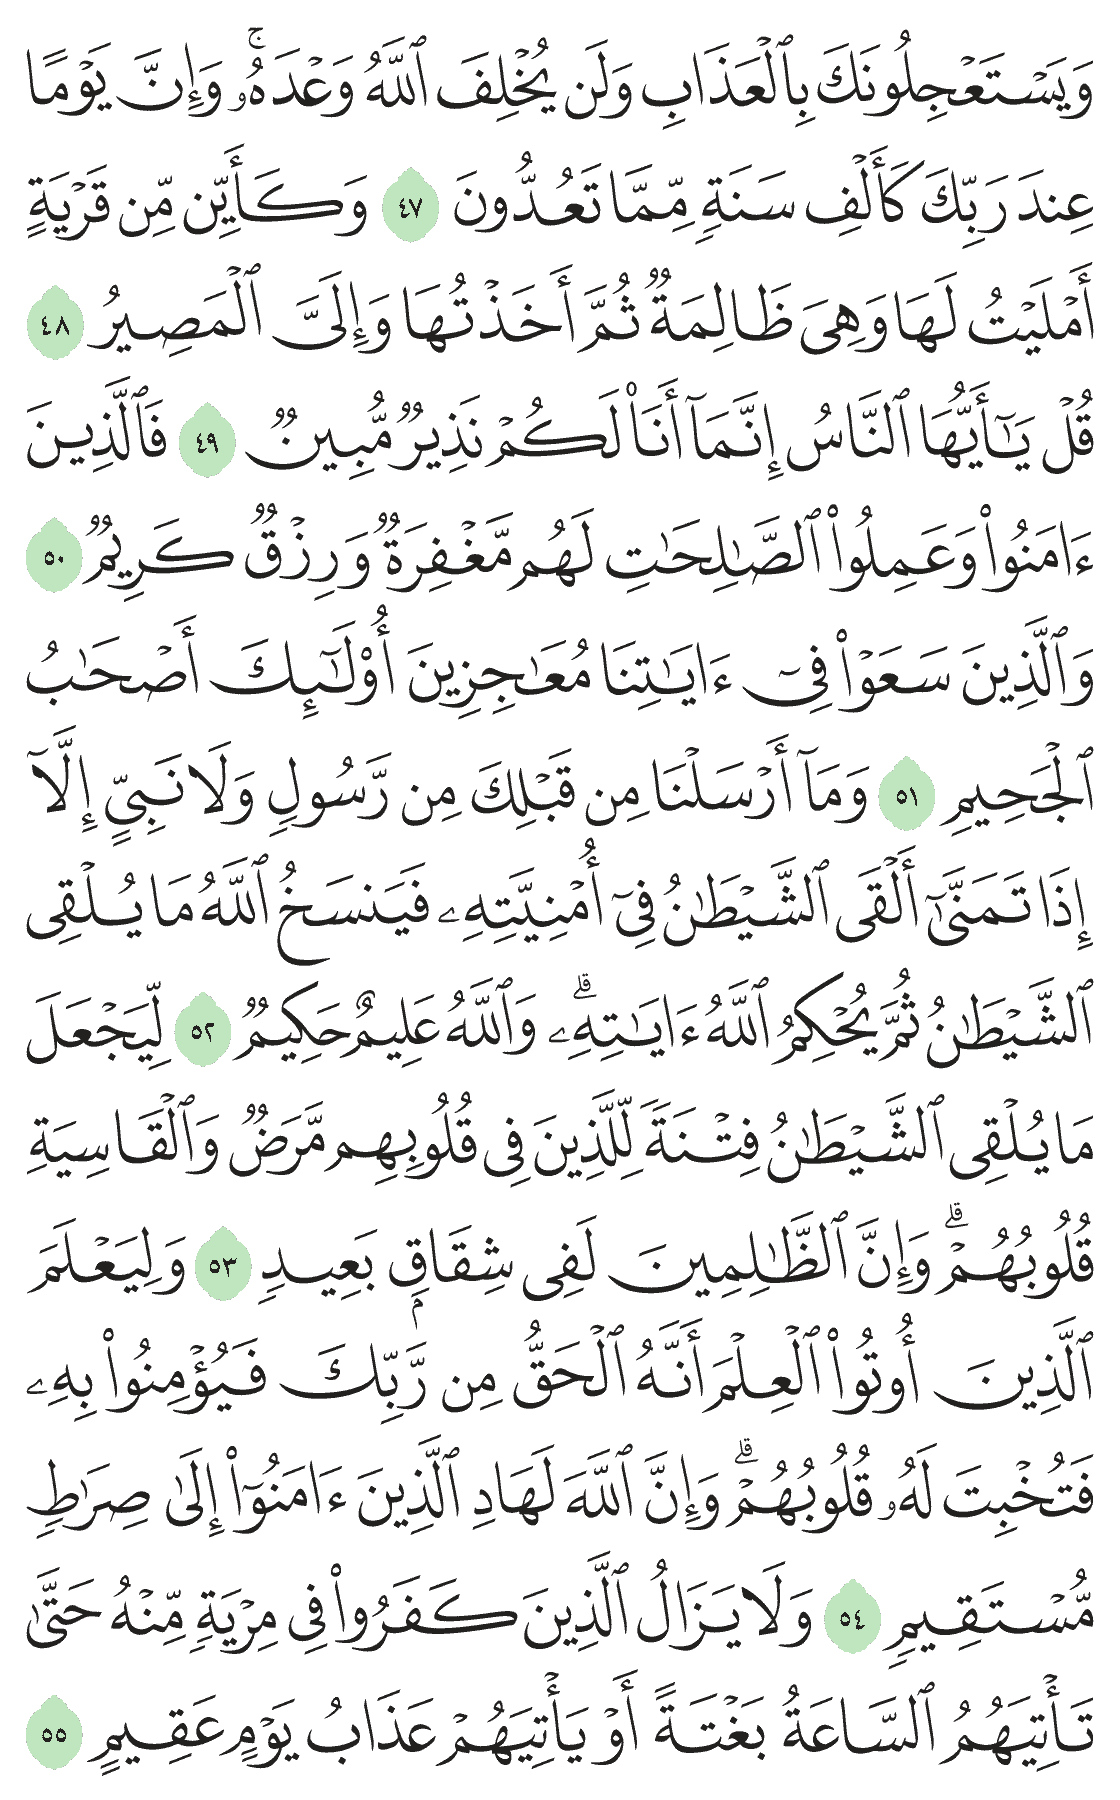 وَيَسۡتَعۡجِلُونَكَ بِٱلۡعَذَابِ وَلَن يُخۡلِفَ ٱللَّهُ وَعۡدَهُۥۚ وَإِنَّ يَوۡمًا
عِندَ رَبِّكَ كَأَلۡفِ سَنَةٖ مِّمَّا تَعُدُّونَ ٤٧ وَكَأَيِّن مِّن قَرۡيَةٍ
أَمۡلَيۡتُ لَهَا وَهِيَ ظَالِمَةٞ ثُمَّ أَخَذۡتُهَا وَإِلَيَّ ٱلۡمَصِيرُ ٤٨
قُلۡ يَٰٓأَيُّهَا ٱلنَّاسُ إِنَّمَآ أَنَا۠ لَكُمۡ نَذِيرٞ مُّبِينٞ ٤٩ فَٱلَّذِينَ
ءَامَنُواْ وَعَمِلُواْ ٱلصَّٰلِحَٰتِ لَهُم مَّغۡفِرَةٞ وَرِزۡقٞ كَرِيمٞ ٥٠
وَٱلَّذِينَ سَعَوۡاْ فِيٓ ءَايَٰتِنَا مُعَٰجِزِينَ أُوْلَٰٓئِكَ أَصۡحَٰبُ
ٱلۡجَحِيمِ ٥١ وَمَآ أَرۡسَلۡنَا مِن قَبۡلِكَ مِن رَّسُولٖ وَلَا نَبِيٍّ إِلَّآ
إِذَا تَمَنَّىٰٓ أَلۡقَى ٱلشَّيۡطَٰنُ فِيٓ أُمۡنِيَّتِهِۦ فَيَنسَخُ ٱللَّهُ مَا يُلۡقِي
ٱلشَّيۡطَٰنُ ثُمَّ يُحۡكِمُ ٱللَّهُ ءَايَٰتِهِۦۗ وَٱللَّهُ عَلِيمٌ حَكِيمٞ ٥٢ لِّيَجۡعَلَ
مَا يُلۡقِي ٱلشَّيۡطَٰنُ فِتۡنَةٗ لِّلَّذِينَ فِي قُلُوبِهِم مَّرَضٞ وَٱلۡقَاسِيَةِ
قُلُوبُهُمۡۗ وَإِنَّ ٱلظَّٰلِمِينَ لَفِي شِقَاقِۭ بَعِيدٖ ٥٣ وَلِيَعۡلَمَ
ٱلَّذِينَ أُوتُواْ ٱلۡعِلۡمَ أَنَّهُ ٱلۡحَقُّ مِن رَّبِّكَ فَيُؤۡمِنُواْ بِهِۦ
فَتُخۡبِتَ لَهُۥ قُلُوبُهُمۡۗ وَإِنَّ ٱللَّهَ لَهَادِ ٱلَّذِينَ ءَامَنُوٓاْ إِلَىٰ صِرَٰطٖ
مُّسۡتَقِيمٖ ٥٤ وَلَا يَزَالُ ٱلَّذِينَ كَفَرُواْ فِي مِرۡيَةٖ مِّنۡهُ حَتَّىٰ
تَأۡتِيَهُمُ ٱلسَّاعَةُ بَغۡتَةً أَوۡ يَأۡتِيَهُمۡ عَذَابُ يَوۡمٍ عَقِيمٍ ٥٥